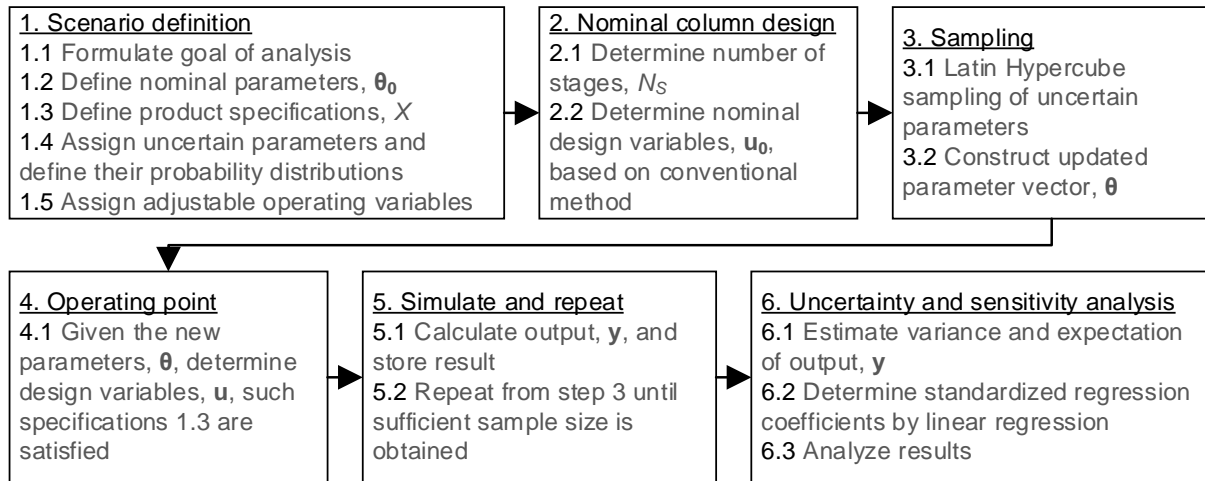 1. Scenario definition
1.1 Formulate goal of analysis
1.2 Define nominal parameters, θ0
1.3 Define product specifications, X
1.4 Assign uncertain parameters and
define their probability distributions
1.5 Assign adjustable operating variables
2. Nominal column design
2.1 Determine number of
stages, NS
2.2 Determine nominal
design variables, u0,
based on conventional
method
3. Sampling
3.1 Latin Hypercube
sampling of uncertain
parameters
3.2 Construct updated
parameter vector, θ
4. Operating point
4.1 Given the new
parameters, θ, determine
design variables, u, such
specifications 1.3 are
satisfied
5. Simulate and repeat
5.1 Calculate output, y, and
store result
5.2 Repeat from step 3 until
sufficient sample size is
obtained
6. Uncertainty and sensitivity analysis
6.1 Estimate variance and expectation
of output, y
6.2 Determine standardized regression
coefficients by linear regression
6.3 Analyze results